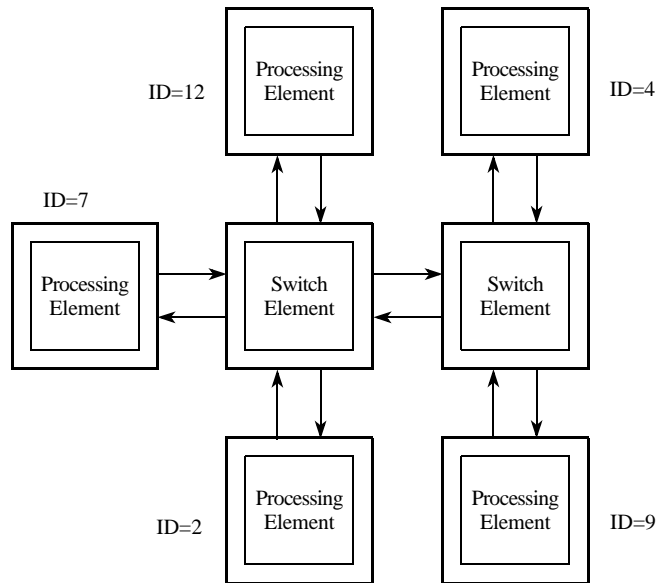 Processing
Element
ID=12
Processing
Element
ID=4
ID=7
Processing
Element
Switch
Element
Switch
Element
Processing
Element
ID=2
Processing
Element
ID=9